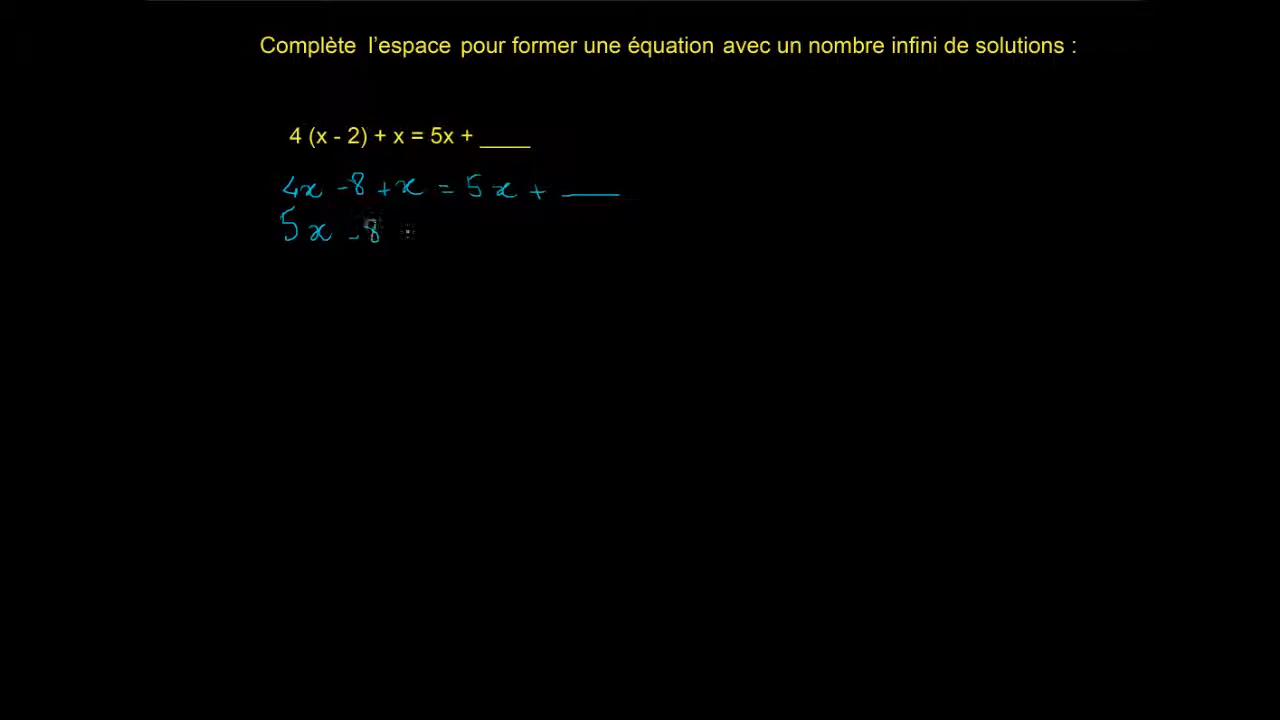 Complète l’espace pour former une équation avec un nombre infini de solutions :
4 (x - 2) + x = 5x + ____
4x - 8 + x = 5x + ____
5x - 8